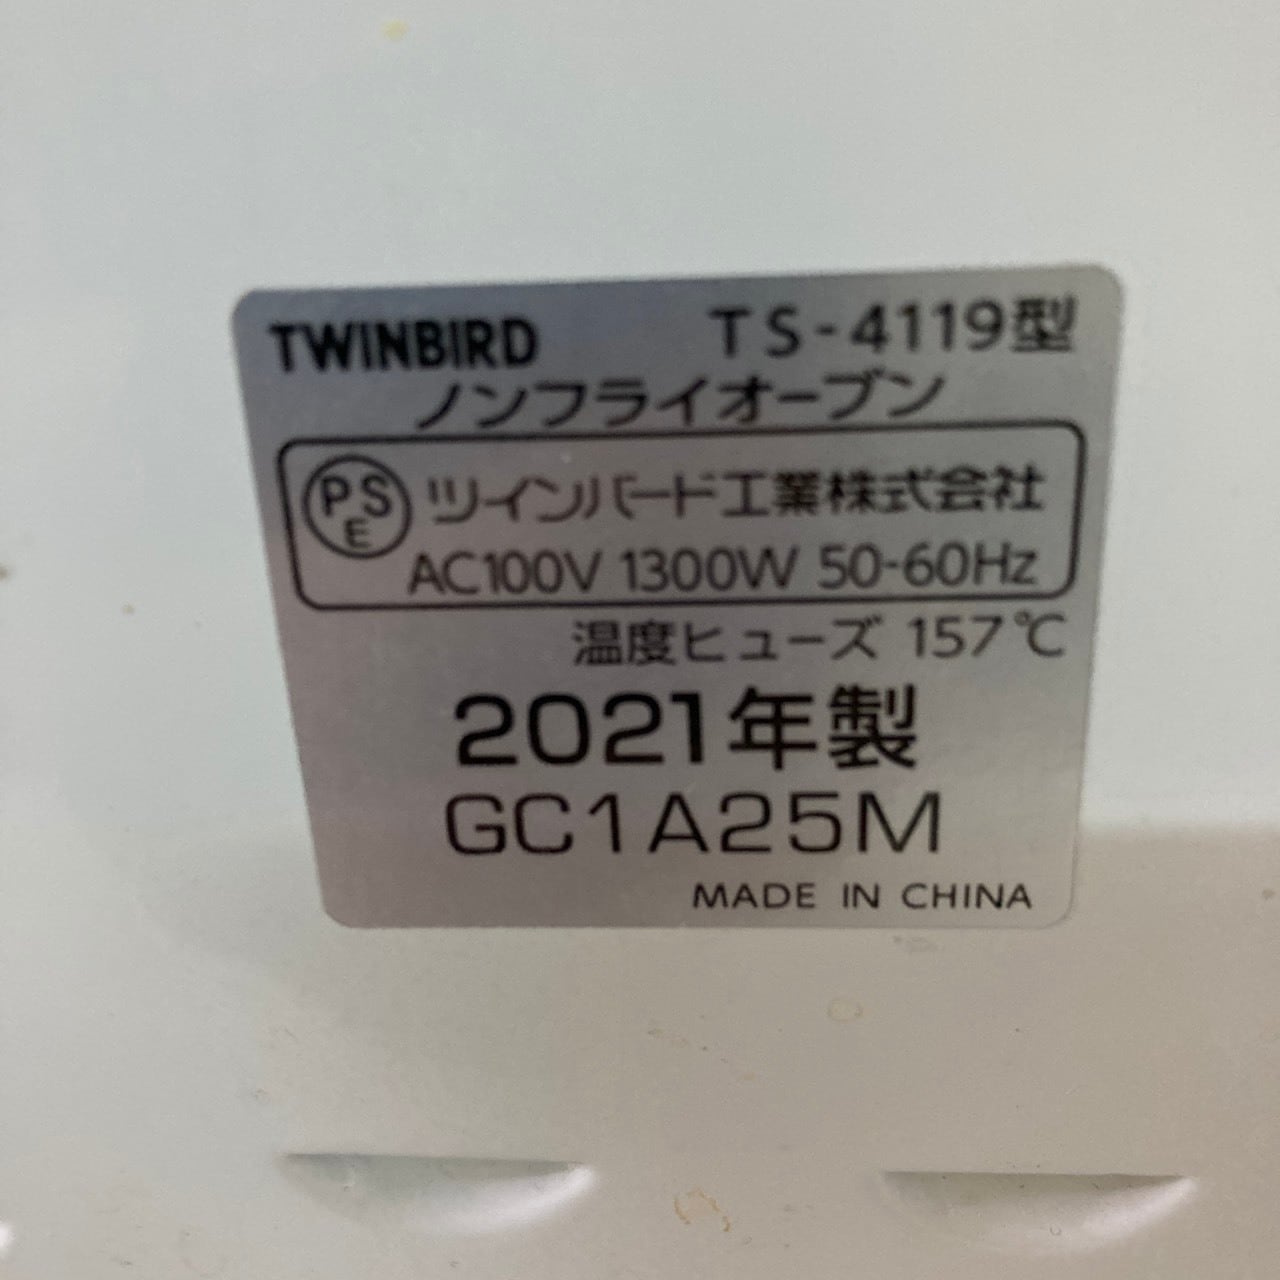 TWINBIRD TS-4119型
ノンフライオーブン
PSE ツインバード工業株式会社
AC100V 1300W 50-60Hz
温度ヒューズ 157℃
2021年製
GC1A25M
MADE IN CHINA